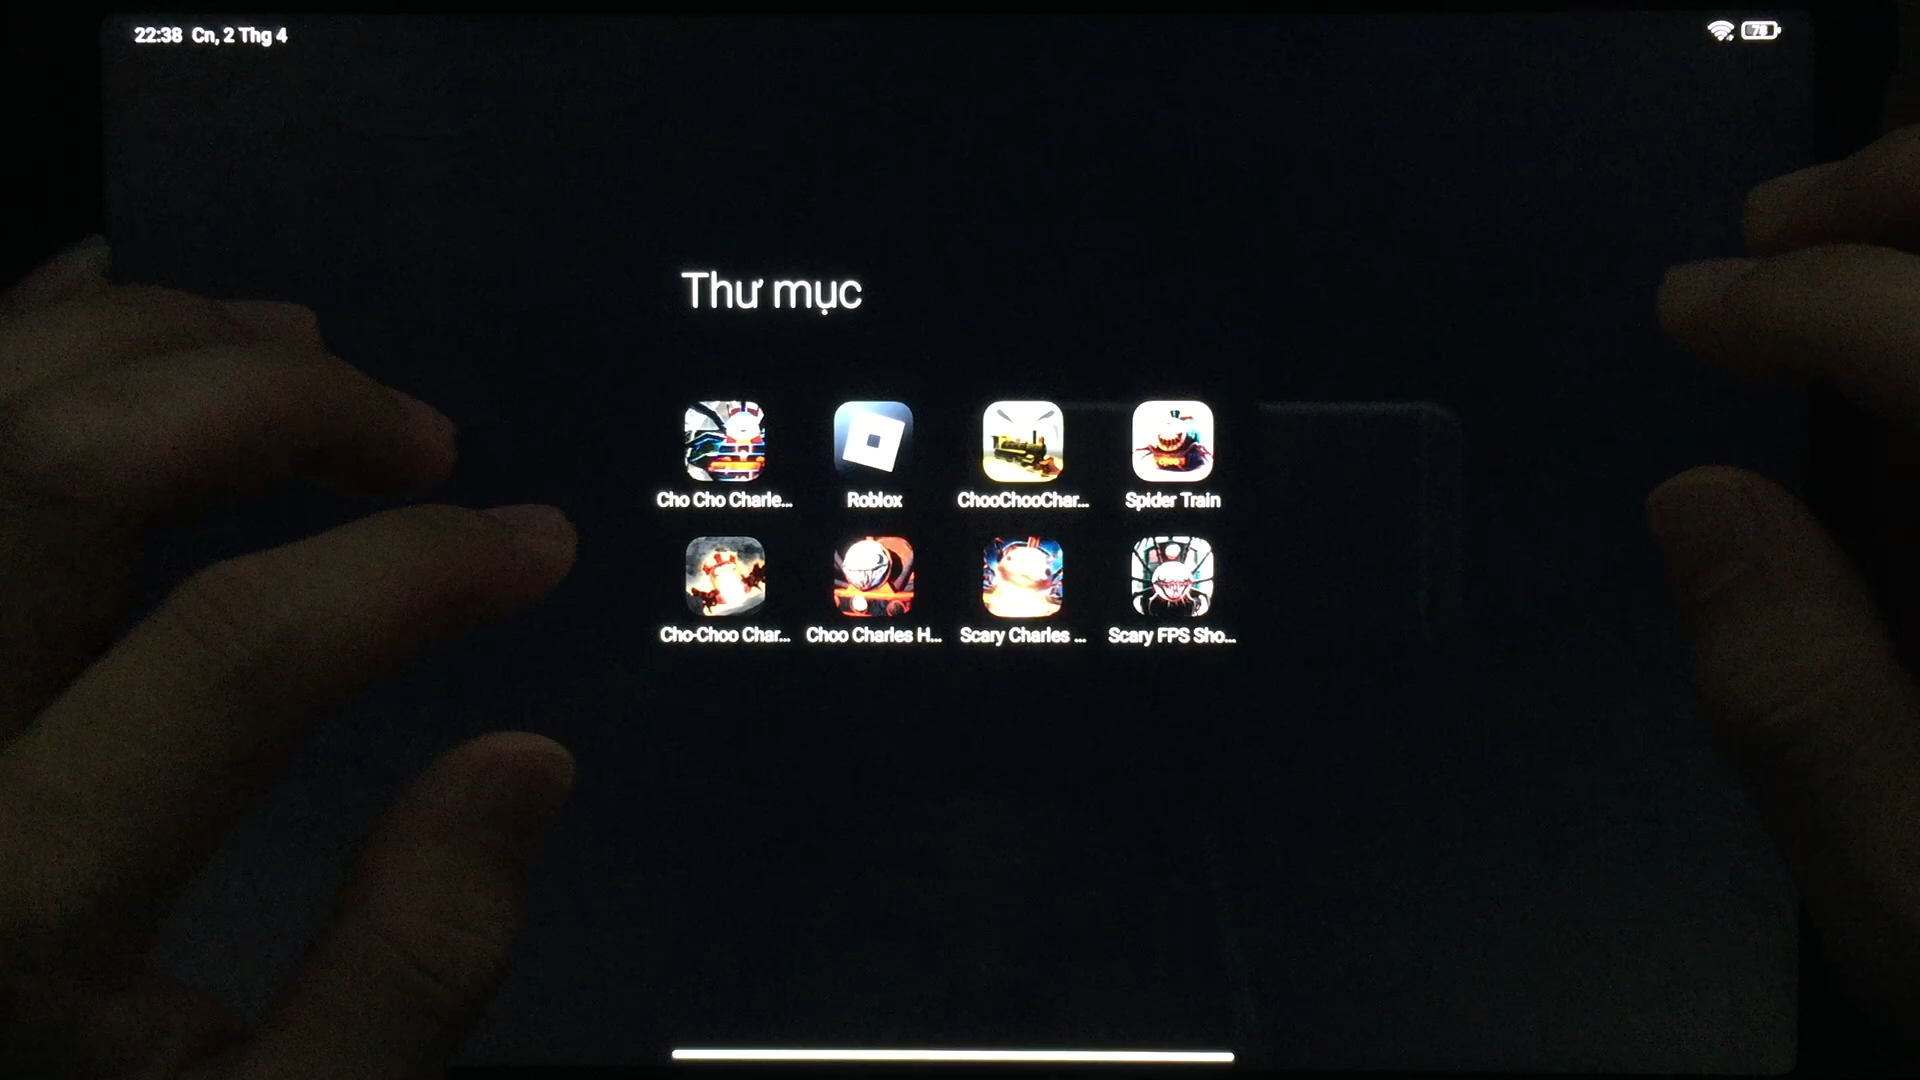 22:38 Cn, 2 Thg 4
78
Thư mục
Cho Cho Charle... Roblox ChooChooChar... Spider Train
Cho-Choo Char... Choo Charles H... Scary Charles ... Scary FPS Sho...